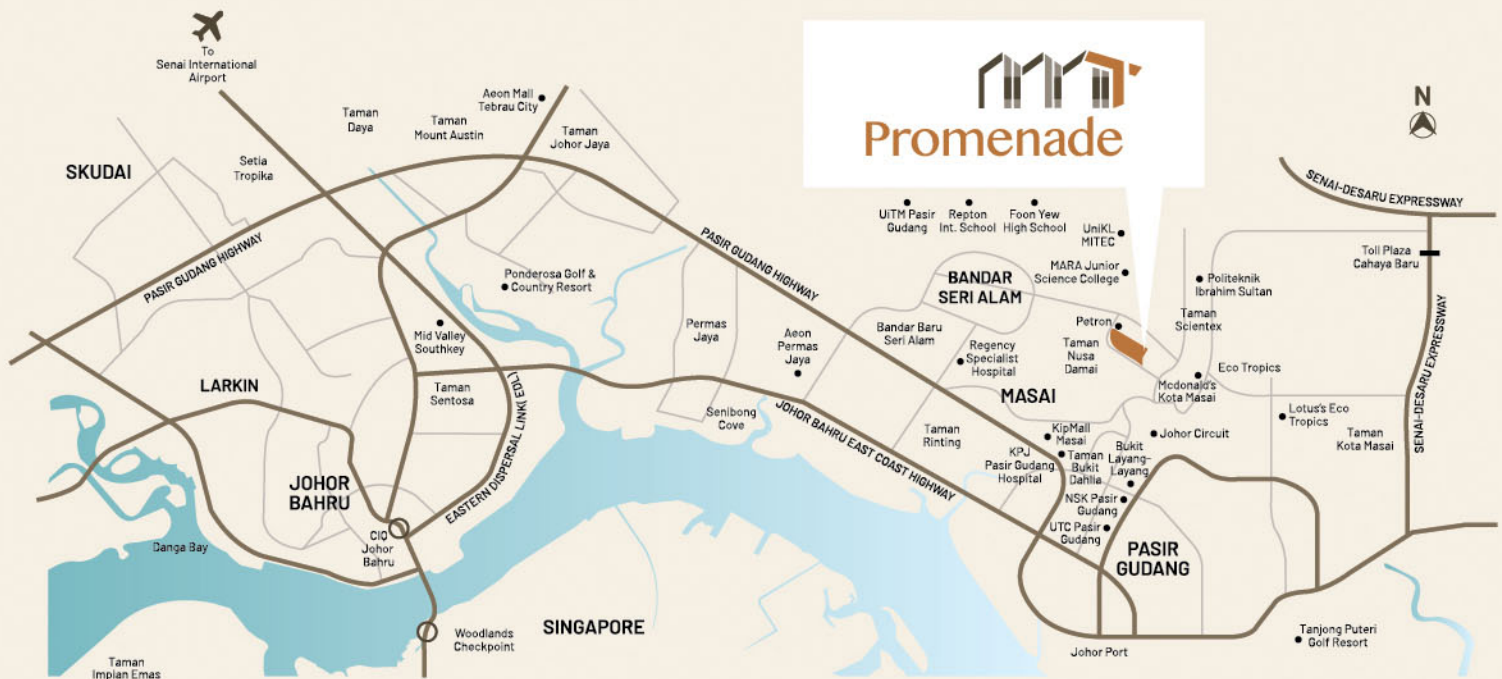 To
Senai International
Airport
Promenade
N
Aeon Mall
Tebrau City
Taman
Daya
Taman
Mount Austin
Taman
Johor Jaya
SKUDAI
Setia
Tropika
SENAI-DESARU EXPRESSWAY
UiTM Pasir
Gudang
Repton
Int. School
Foon Yew
High School
UniKL
MITEC
PASIR GUDANG HIGHWAY
PASIR GUDANG HIGHWAY
Toll Plaza
Cahaya Baru
Ponderosa Golf &
Country Resort
BANDAR
SERI ALAM
MARA Junior
Science College
Politeknik
Ibrahim Sultan
Taman
Scientex
Mid Valley
Southkey
Permas
Jaya
Aeon
Permas
Jaya
Bandar Baru
Seri Alam
Petron
Taman
Nusa
Damai
Regency
Specialist
Hospital
SENAI-DESARU EXPRESSWAY
LARKIN
Taman
Sentosa
EASTERN DISPERSAL LINK( EDL)
MASAI
Mcdonald's
Kota Masai
Eco Tropics
Senibong
Cove
JOHOR BAHRU EAST COAST HIGHWAY
Taman
Rinting
KipMall
Masai
Johor Circuit
Lotus's Eco
Tropics
Taman
Kota Masai
KPJ
Pasir Gudang
Hospital
Taman
Bukit
Dahlia
Bukit
Layang-
Layang
JOHOR
BAHRU
NSK Pasir
Gudang
UTC Pasir
Gudang
CIQ
Johor
Bahru
Danga Bay
PASIR
GUDANG
Woodlands
Checkpoint
SINGAPORE
Johor Port
Tanjong Puteri
Golf Resort
Taman
Impian Emas